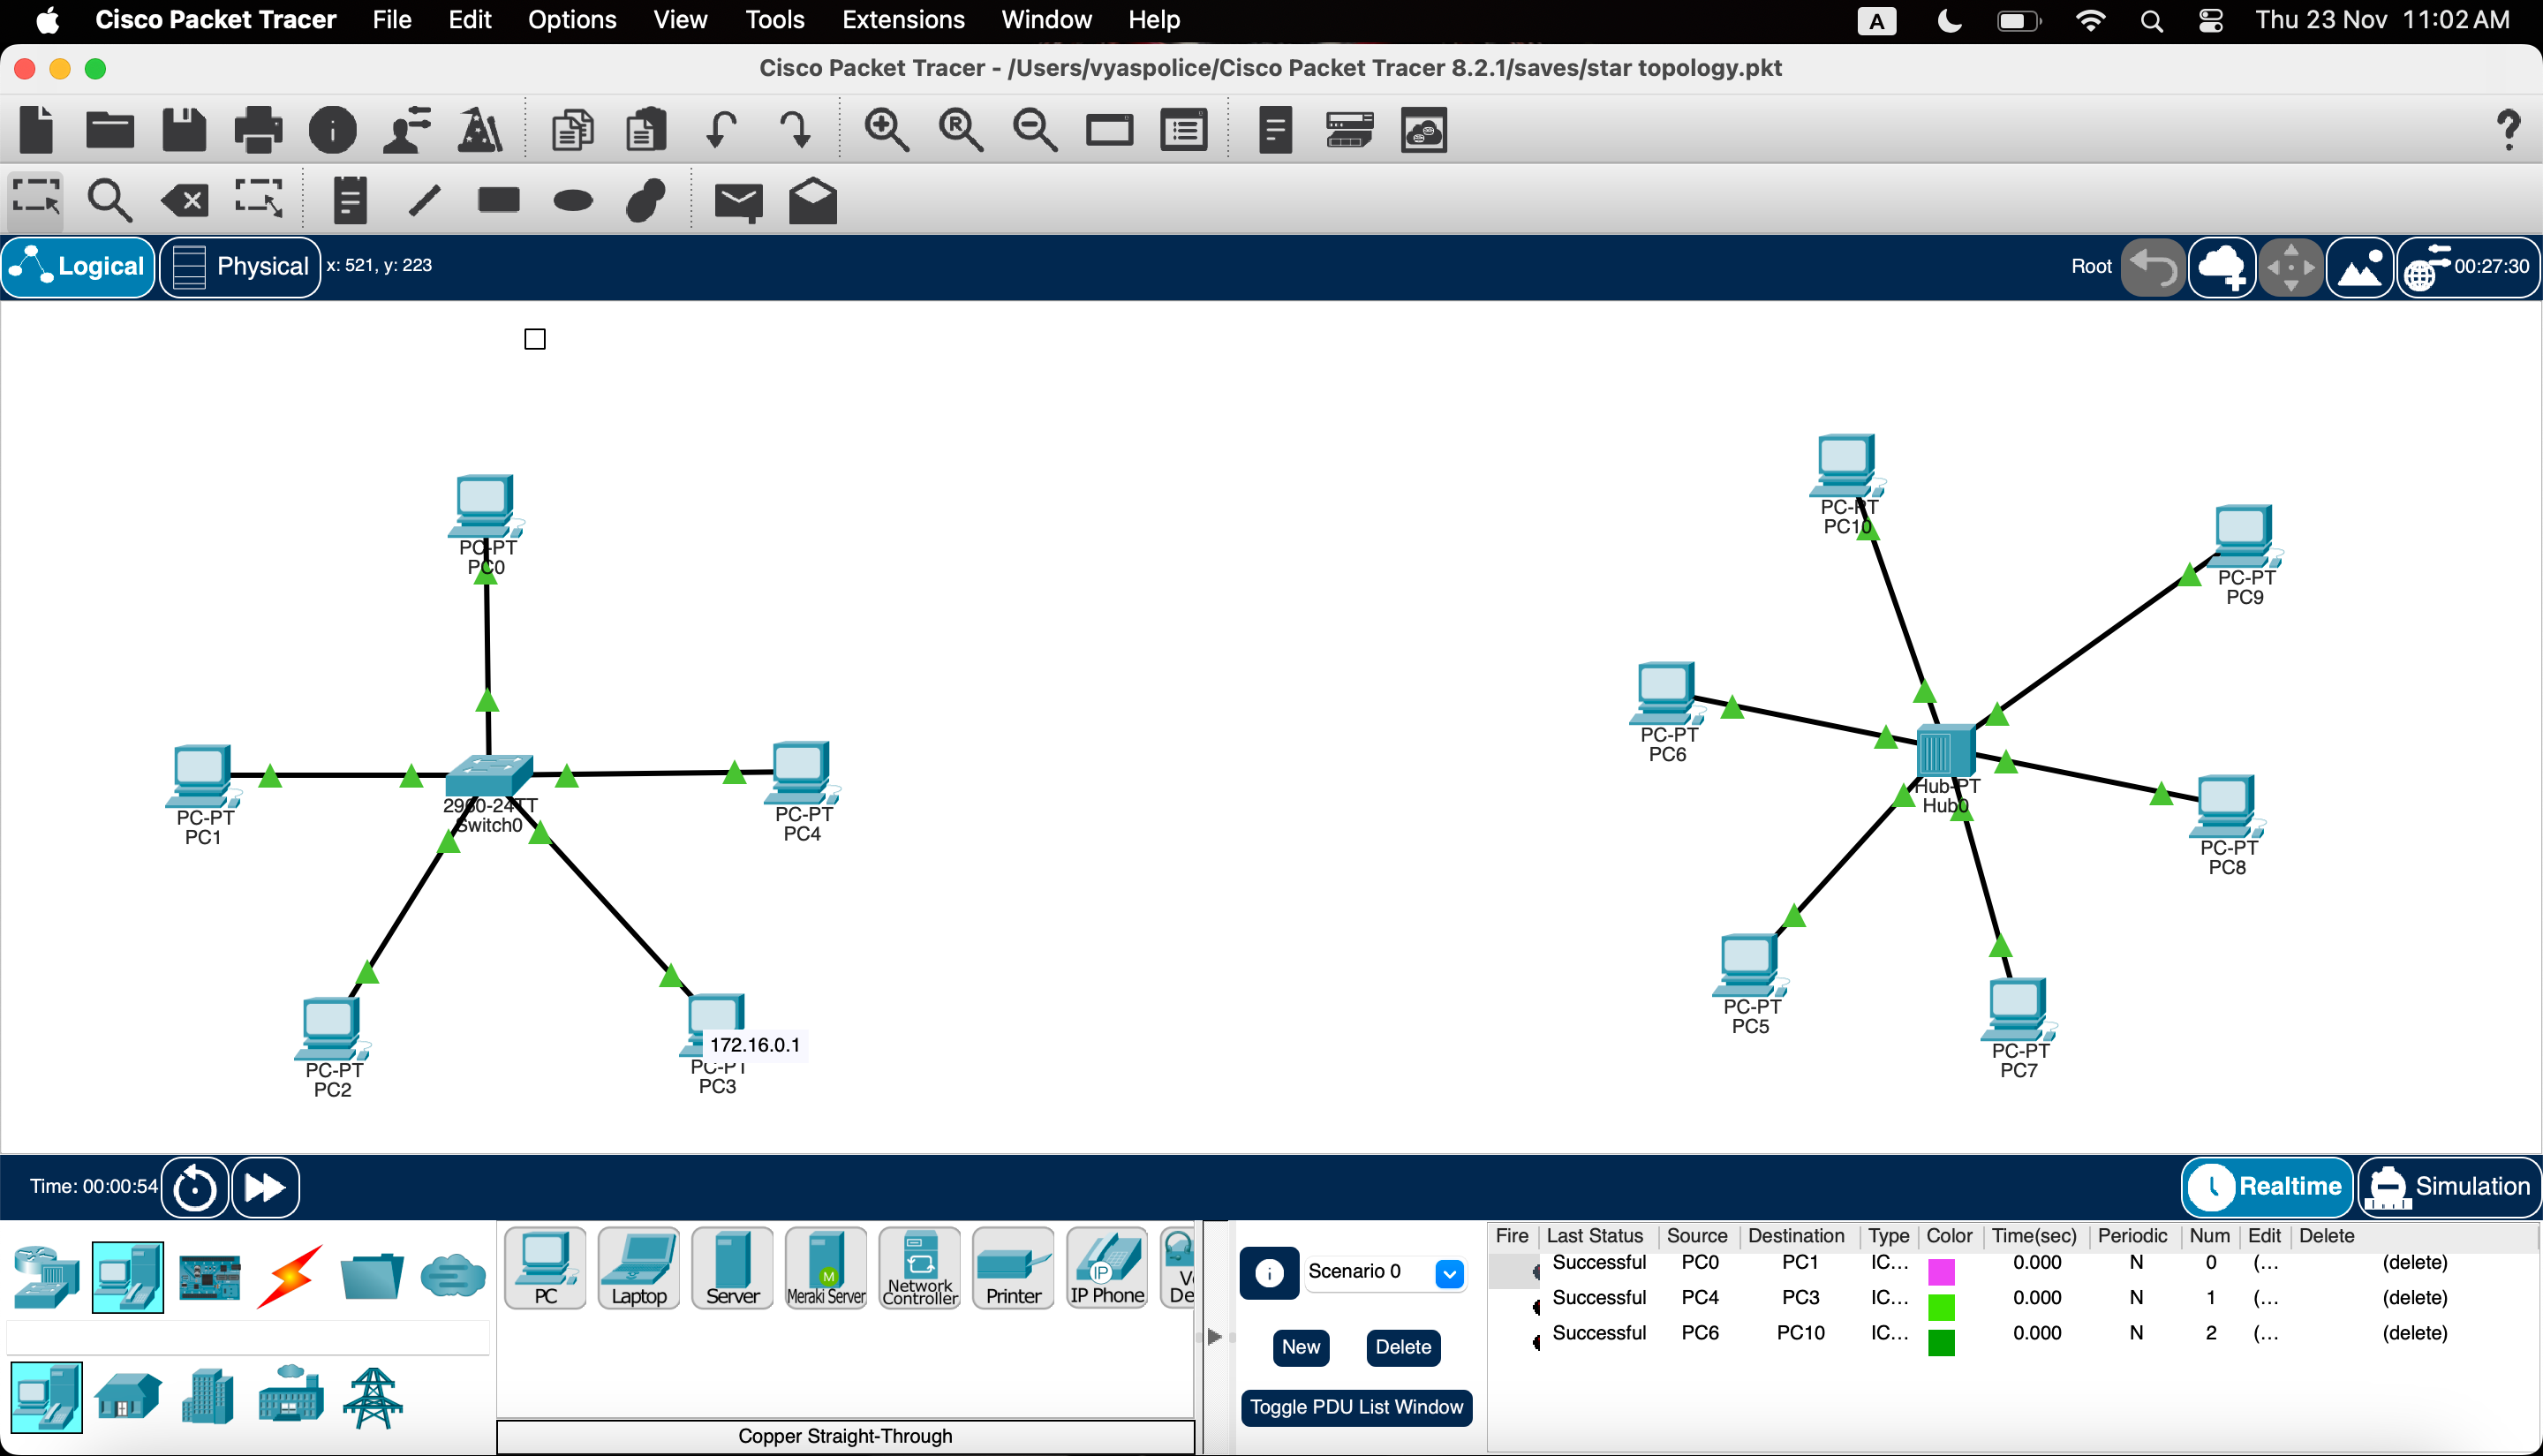 Cisco Packet Tracer File Edit Options View Tools Extensions Window Help A Thu 23 Nov 11:02 AM
Cisco Packet Tracer - /Users/vyaspolice/Cisco Packet Tracer 8.2.1/saves/star topology.pkt
Logical Physical x: 521, y: 223 Root 00:27:30
PC-PT
PC10
PC-PT
PC0
PC-PT
PC9
PC-PT
PC6
PC-PT
PC1
2960-24TT
Switch0
PC-PT
PC4
Hub-PT
Hub0
PC-PT
PC8
PC-PT
PC5
PC-PT
PC2
172.16.0.1
PC-PT
PC3
PC-PT
PC7
Time: 00:00:54 Realtime Simulation
PC Laptop Server Meraki Server Network Controller Printer IP Phone
Scenario 0
New Delete
Toggle PDU List Window
Fire Last Status Source Destination Type Color Time(sec) Periodic Num Edit Delete
Successful PC0 PC1 IC... 0.000 N 0 (... (delete)
Successful PC4 PC3 IC... 0.000 N 1 (... (delete)
Successful PC6 PC10 IC... 0.000 N 2 (... (delete)
Copper Straight-Through